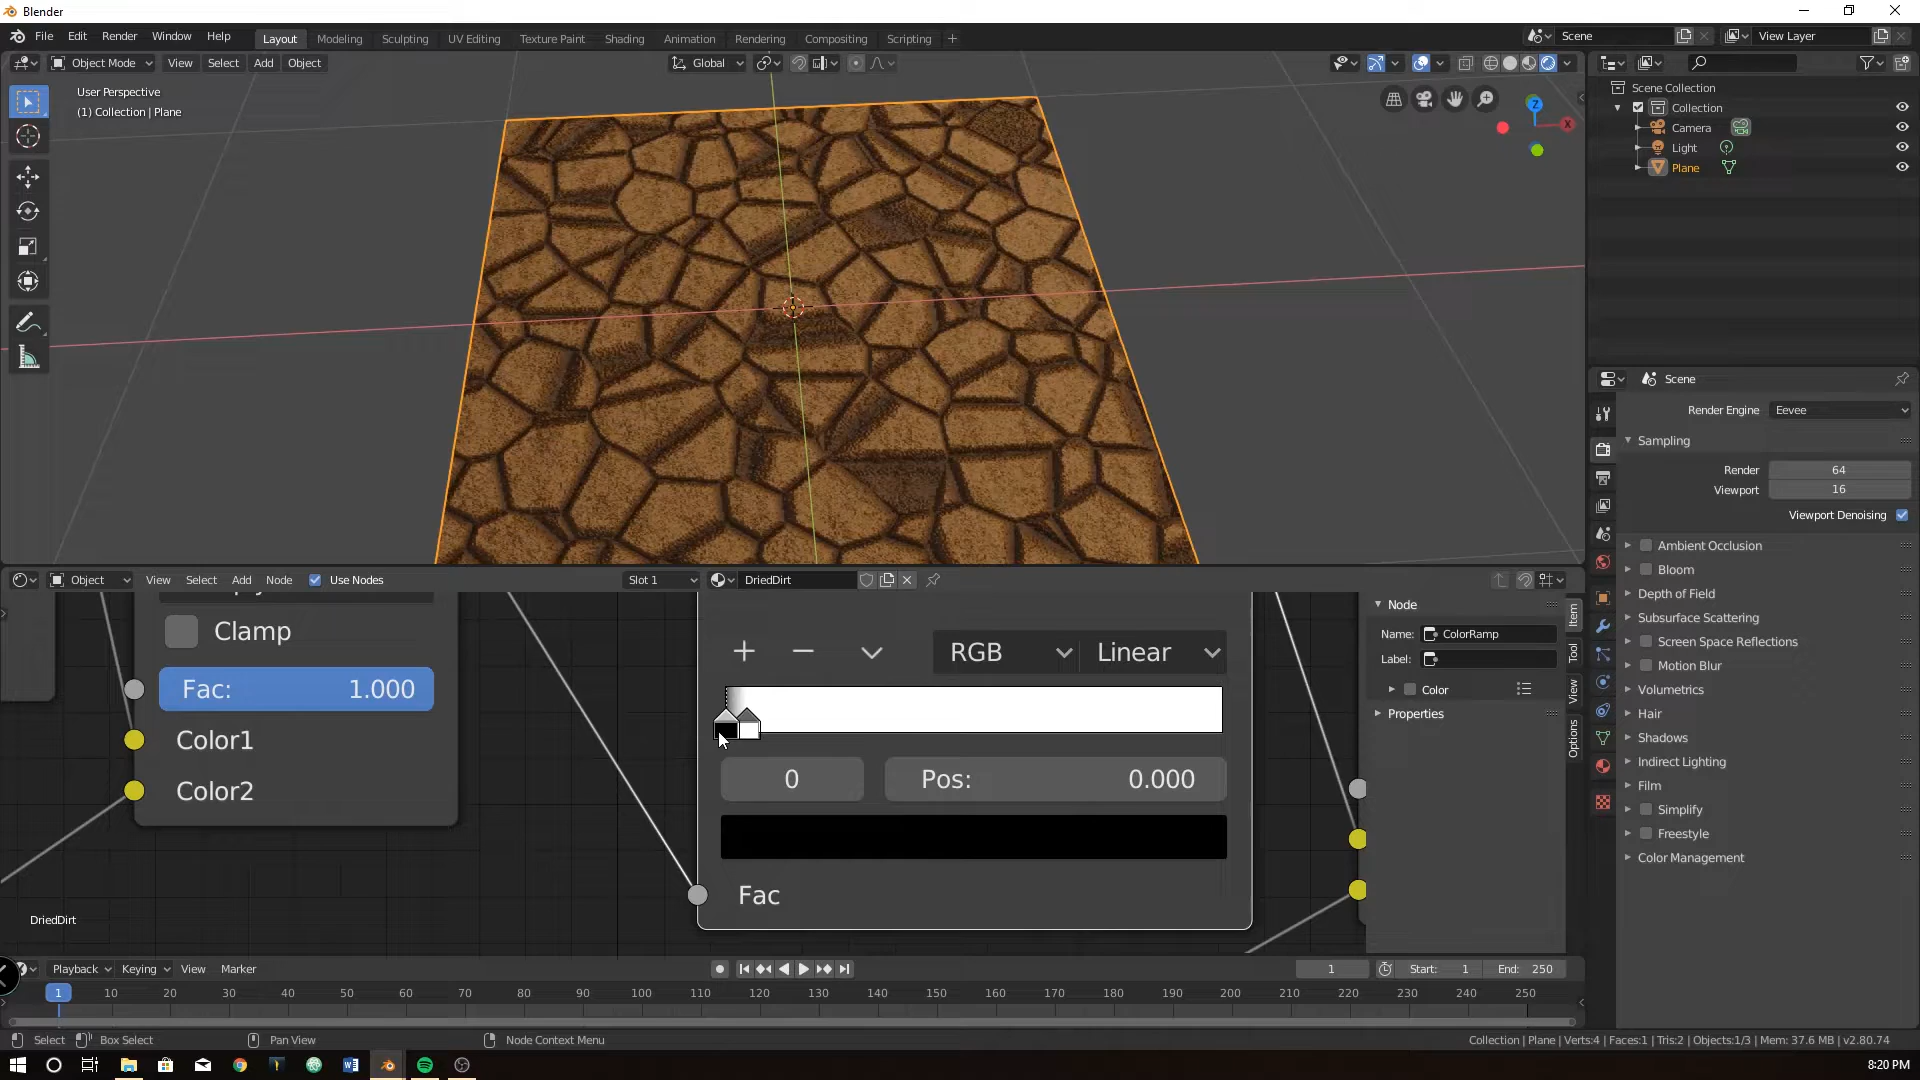 Blender
File Edit Render Window Help
Layout Modeling Sculpting UV Editing Texture Paint Shading Animation Rendering Compositing Scripting +
Scene
View Layer
Object Mode View Select Add Object
Global
User Perspective
(1) Collection | Plane
Z
X
Scene Collection
Collection
Camera
Light
Plane
Scene
Render Engine Eevee
Sampling
Render 64
Viewport 16
Viewport Denoising
Ambient Occlusion
Bloom
Depth of Field
Subsurface Scattering
Screen Space Reflections
Motion Blur
Volumetrics
Hair
Shadows
Indirect Lighting
Film
Simplify
Freestyle
Color Management
Object View Select Add Node Use Nodes
Slot 1
DriedDirt
Clamp
Fac: 1.000
Color1
Color2
RGB Linear
0 Pos: 0.000
Fac
Node
Name: ColorRamp
Label:
Color
Properties
Item
Tool
View
Options
DriedDirt
Playback Keying View Marker
1 Start: 1 End: 250
1 10 20 30 40 50 60 70 80 90 100 110 120 130 140 150 160 170 180 190 200 210 220 230 240 250
Select Box Select Pan View Node Context Menu
Collection | Plane | Verts:4 | Faces:1 | Tris:2 | Objects:1/3 | Mem: 37.6 MB | v2.80.74
8:20 PM